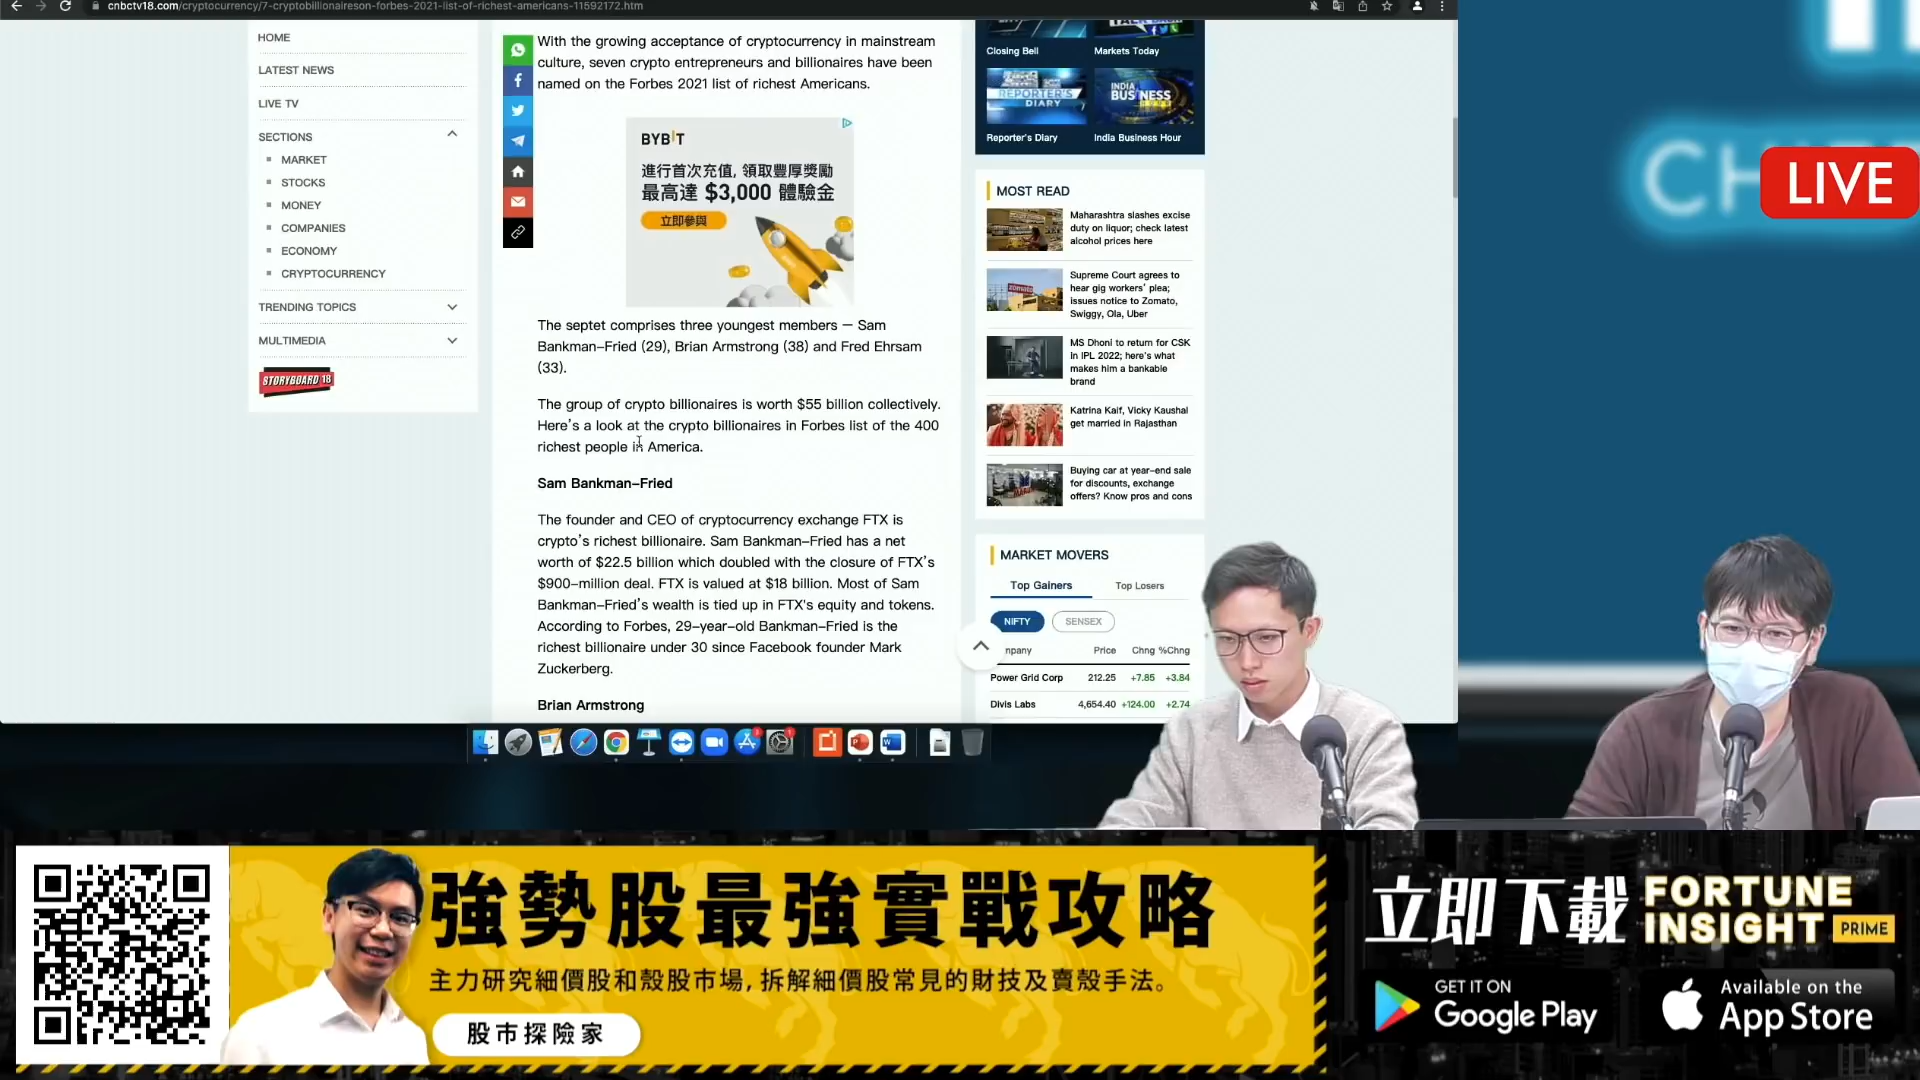 cnbctv18.com/cryptocurrency/7-cryptobillionaireson-forbes-2021-list-of-richest-americans-11592172.htm
HOME
LATEST NEWS
LIVE TV
SECTIONS
MARKET
STOCKS
MONEY
COMPANIES
ECONOMY
CRYPTOCURRENCY
TRENDING TOPICS
MULTIMEDIA
STORYBOARD 18
With the growing acceptance of cryptocurrency in mainstream
culture, seven crypto entrepreneurs and billionaires have been
named on the Forbes 2021 list of richest Americans.
BYBIT
進行首次充值, 領取豐厚獎勵
最高達 $3,000 體驗金
立即參與
The septet comprises three youngest members — Sam
Bankman-Fried (29), Brian Armstrong (38) and Fred Ehrsam
(33).
The group of crypto billionaires is worth $55 billion collectively.
Here's a look at the crypto billionaires in Forbes list of the 400
richest people in America.
Sam Bankman-Fried
The founder and CEO of cryptocurrency exchange FTX is
crypto's richest billionaire. Sam Bankman-Fried has a net
worth of $22.5 billion which doubled with the closure of FTX's
$900-million deal. FTX is valued at $18 billion. Most of Sam
Bankman-Fried's wealth is tied up in FTX's equity and tokens.
According to Forbes, 29-year-old Bankman-Fried is the
richest billionaire under 30 since Facebook founder Mark
Zuckerberg.
Brian Armstrong
Closing Bell
Markets Today
REPORTER'S
DIARY
INDIA
BUSINESS
HOUR
Reporter's Diary
India Business Hour
MOST READ
Maharashtra slashes excise
duty on liquor; check latest
alcohol prices here
zomato
Supreme Court agrees to
hear gig workers' plea;
issues notice to Zomato,
Swiggy, Ola, Uber
MS Dhoni to return for CSK
in IPL 2022; here's what
makes him a bankable
brand
Katrina Kaif, Vicky Kaushal
get married in Rajasthan
Buying car at year-end sale
for discounts, exchange
offers? Know pros and cons
MARKET MOVERS
Top Gainers
Top Losers
NIFTY
SENSEX
mpany Price Chng %Chng
Power Grid Corp 212.25 +7.85 +3.84
Divis Labs 4,654.40 +124.00 +2.74
CH
LIVE
強勢股最強實戰攻略
主力研究細價股和殼股市場, 拆解細價股常見的財技及賣殼手法。
股市探險家
立即下載
FORTUNE
INSIGHT
PRIME
GET IT ON
Google Play
Available on the
App Store